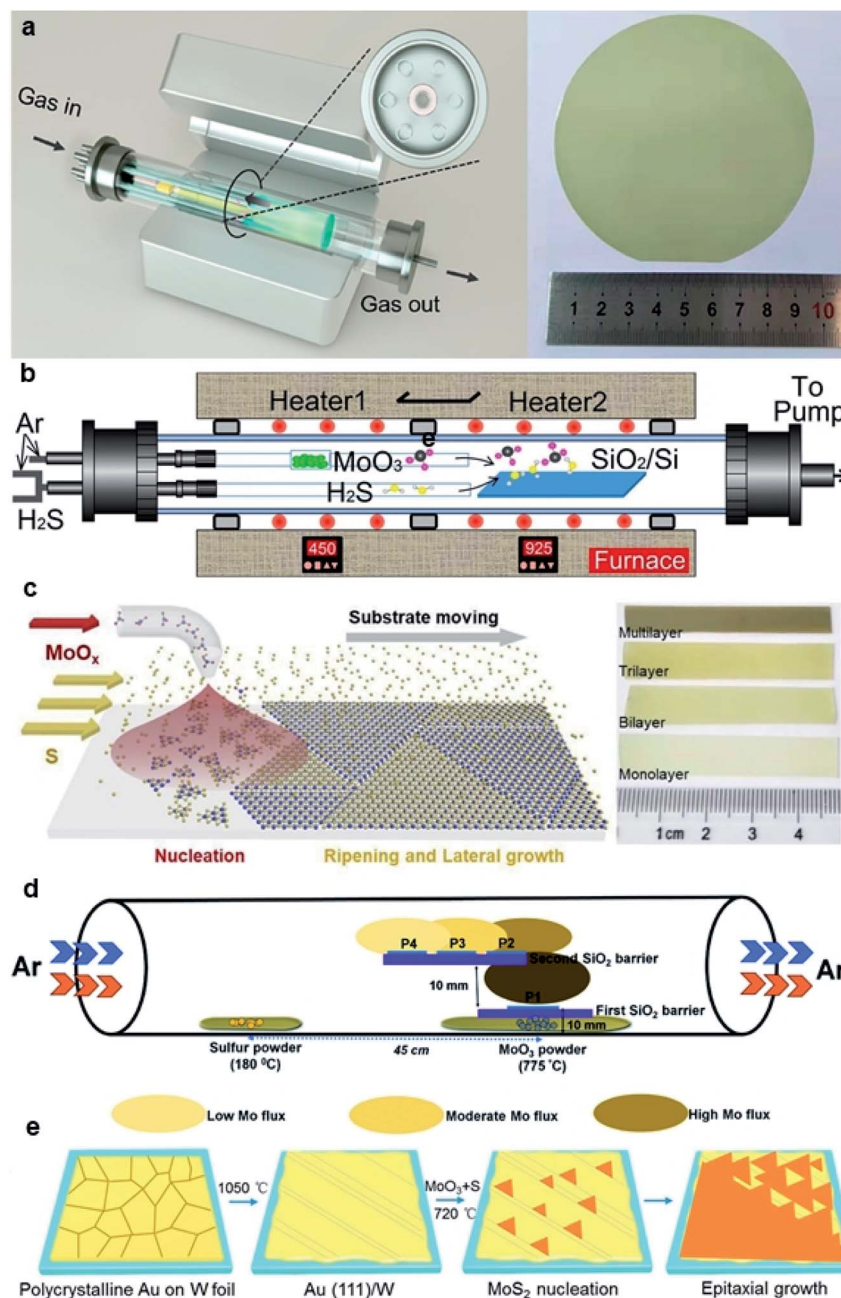 a
Gas in
Gas out
1 2 3 4 5 6 7 8 9 10
b
Heater1
Heater2
To
Pump
Ar
e
MoO3
SiO2/Si
H2S
H2S
450
925
Furnace
c
MoOx
S
Substrate moving
Nucleation
Ripening and Lateral growth
Multilayer
Trilayer
Bilayer
Monolayer
1 cm 2 3 4
d
Ar
Ar
P4 P3 P2
Second SiO2 barrier
10 mm
P1
First SiO2 barrier
10 mm
Sulfur powder
(180 ⁰C)
45 cm
MoO3 powder
(775 °C)
e
Low Mo flux
Moderate Mo flux
High Mo flux
1050 ℃
MoO3+S
720 ℃
Polycrystalline Au on W foil
Au (111)/W
MoS2 nucleation
Epitaxial growth